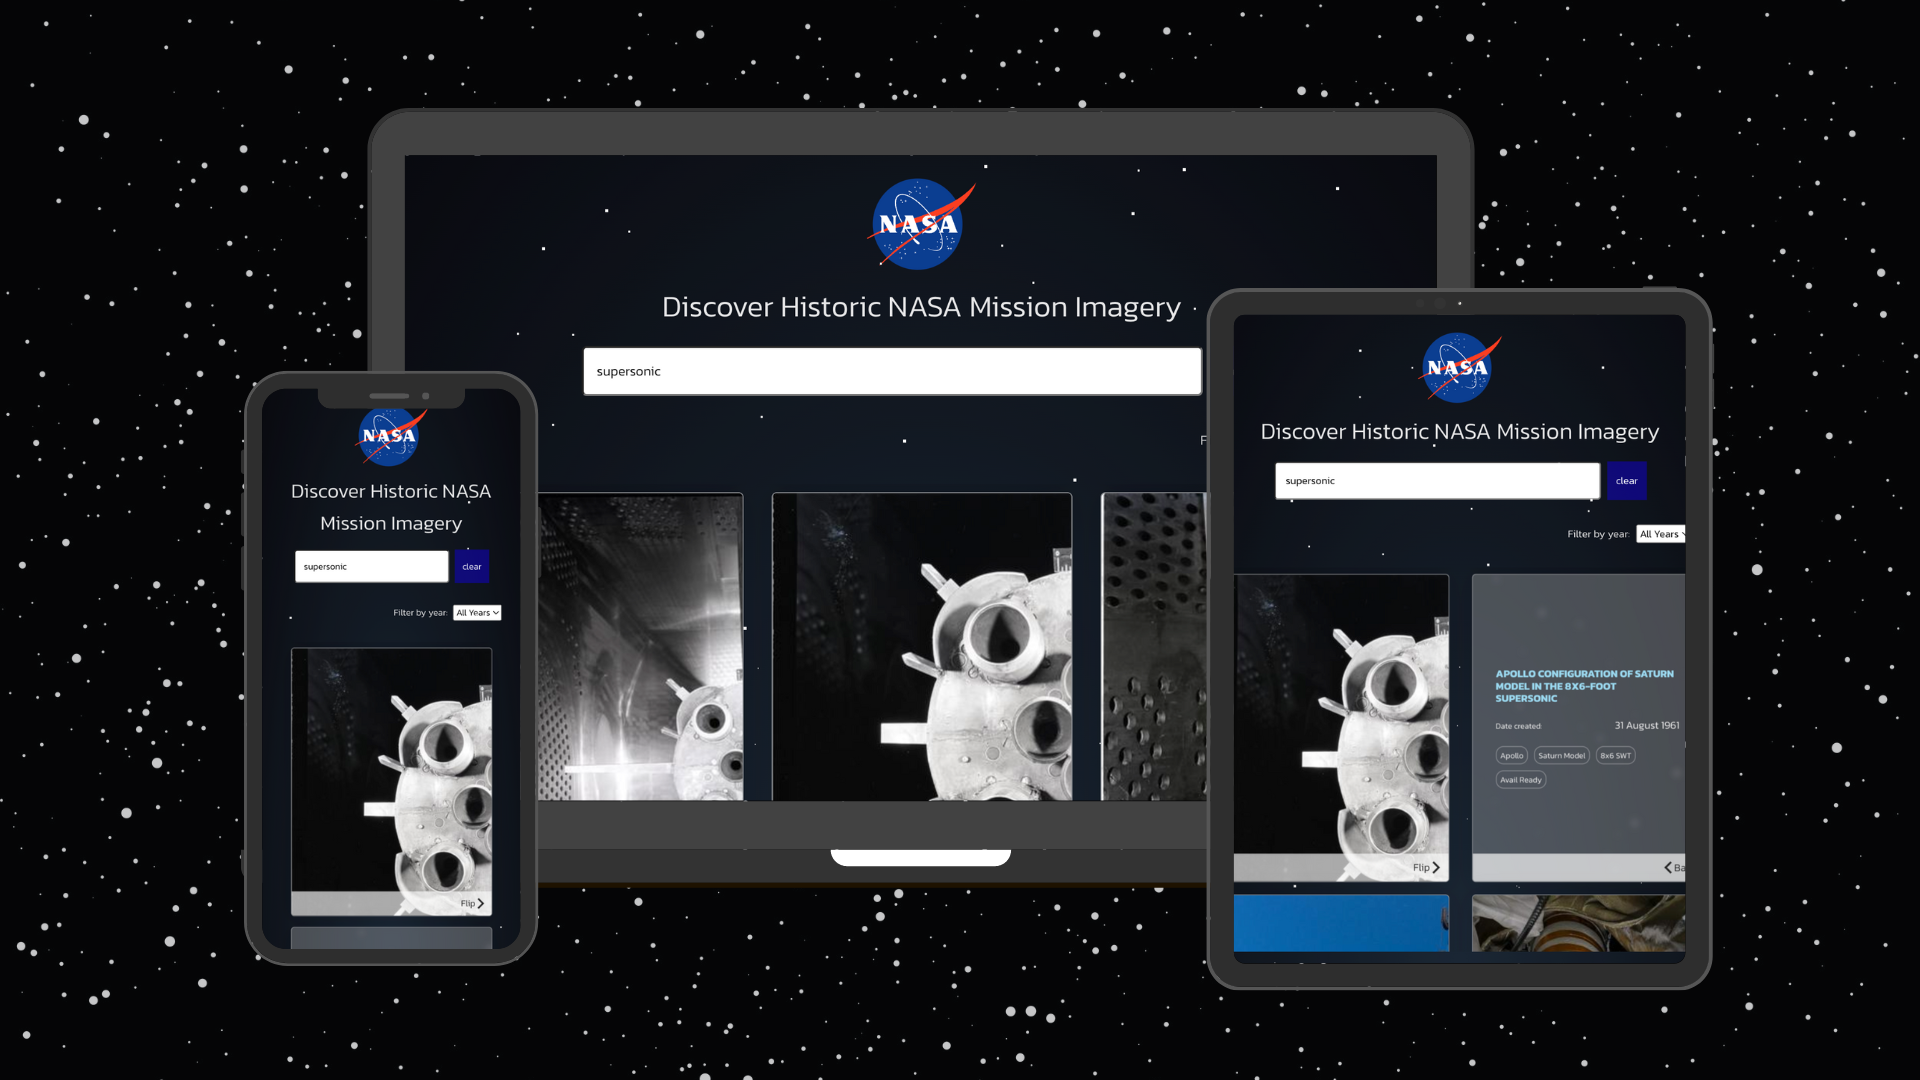 NASA
Discover Historic NASA Mission Imagery
supersonic
F
NASA
Discover Historic NASA
Mission Imagery
supersonic
clear
Filter by year: All Years
Flip
NASA
Discover Historic NASA Mission Imagery
supersonic
clear
Filter by year: All Years
APOLLO CONFIGURATION OF SATURN
MODEL IN THE 8X6-FOOT
SUPERSONIC
Date created: 31 August 1961
Apollo Saturn Model 8x6 SWT
Avail Ready
Flip
Ba